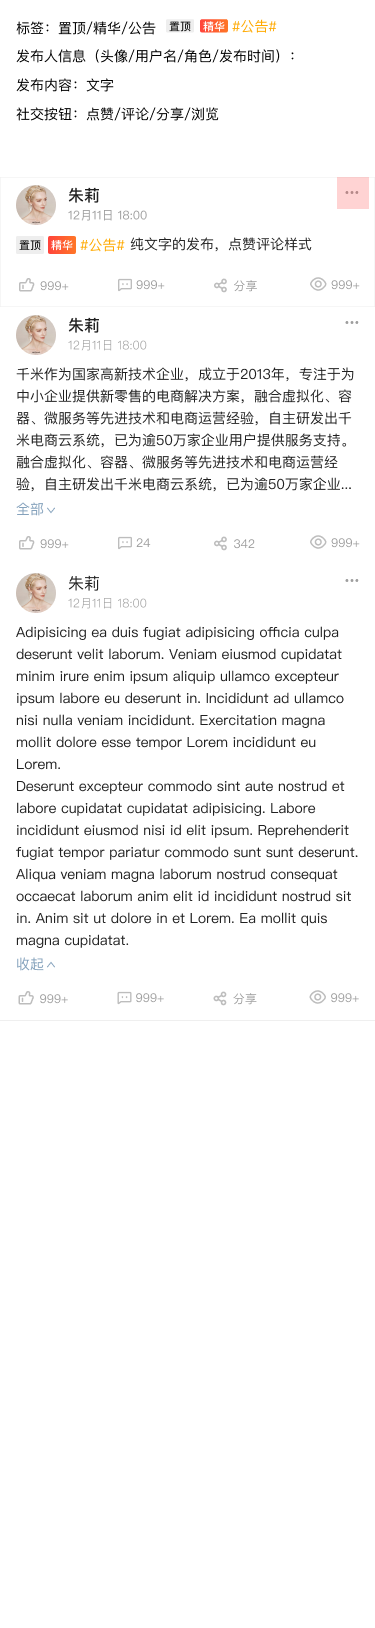 标签：置顶/精华/公告 置顶 精华 #公告#
发布人信息（头像/用户名/角色/发布时间）：
发布内容：文字
社交按钮：点赞/评论/分享/浏览
朱莉
12月11日 18:00
置顶 精华 #公告# 纯文字的发布，点赞评论样式
999+ 999+ 分享 999+
朱莉
12月11日 18:00
千米作为国家高新技术企业，成立于2013年，专注于为
中小企业提供新零售的电商解决方案，融合虚拟化、容
器、微服务等先进技术和电商运营经验，自主研发出千
米电商云系统，已为逾50万家企业用户提供服务支持。
融合虚拟化、容器、微服务等先进技术和电商运营经
验，自主研发出千米电商云系统，已为逾50万家企业...
全部
999+ 24 342 999+
朱莉
12月11日 18:00
Adipisicing ea duis fugiat adipisicing officia culpa
deserunt velit laborum. Veniam eiusmod cupidatat
minim irure enim ipsum aliquip ullamco excepteur
ipsum labore eu deserunt in. Incididunt ad ullamco
nisi nulla veniam incididunt. Exercitation magna
mollit dolore esse tempor Lorem incididunt eu
Lorem.
Deserunt excepteur commodo sint aute nostrud et
labore cupidatat cupidatat adipisicing. Labore
incididunt eiusmod nisi id elit ipsum. Reprehenderit
fugiat tempor pariatur commodo sunt sunt deserunt.
Aliqua veniam magna laborum nostrud consequat
occaecat laborum anim elit id incididunt nostrud sit
in. Anim sit ut dolore in et Lorem. Ea mollit quis
magna cupidatat.
收起
999+ 999+ 分享 999+